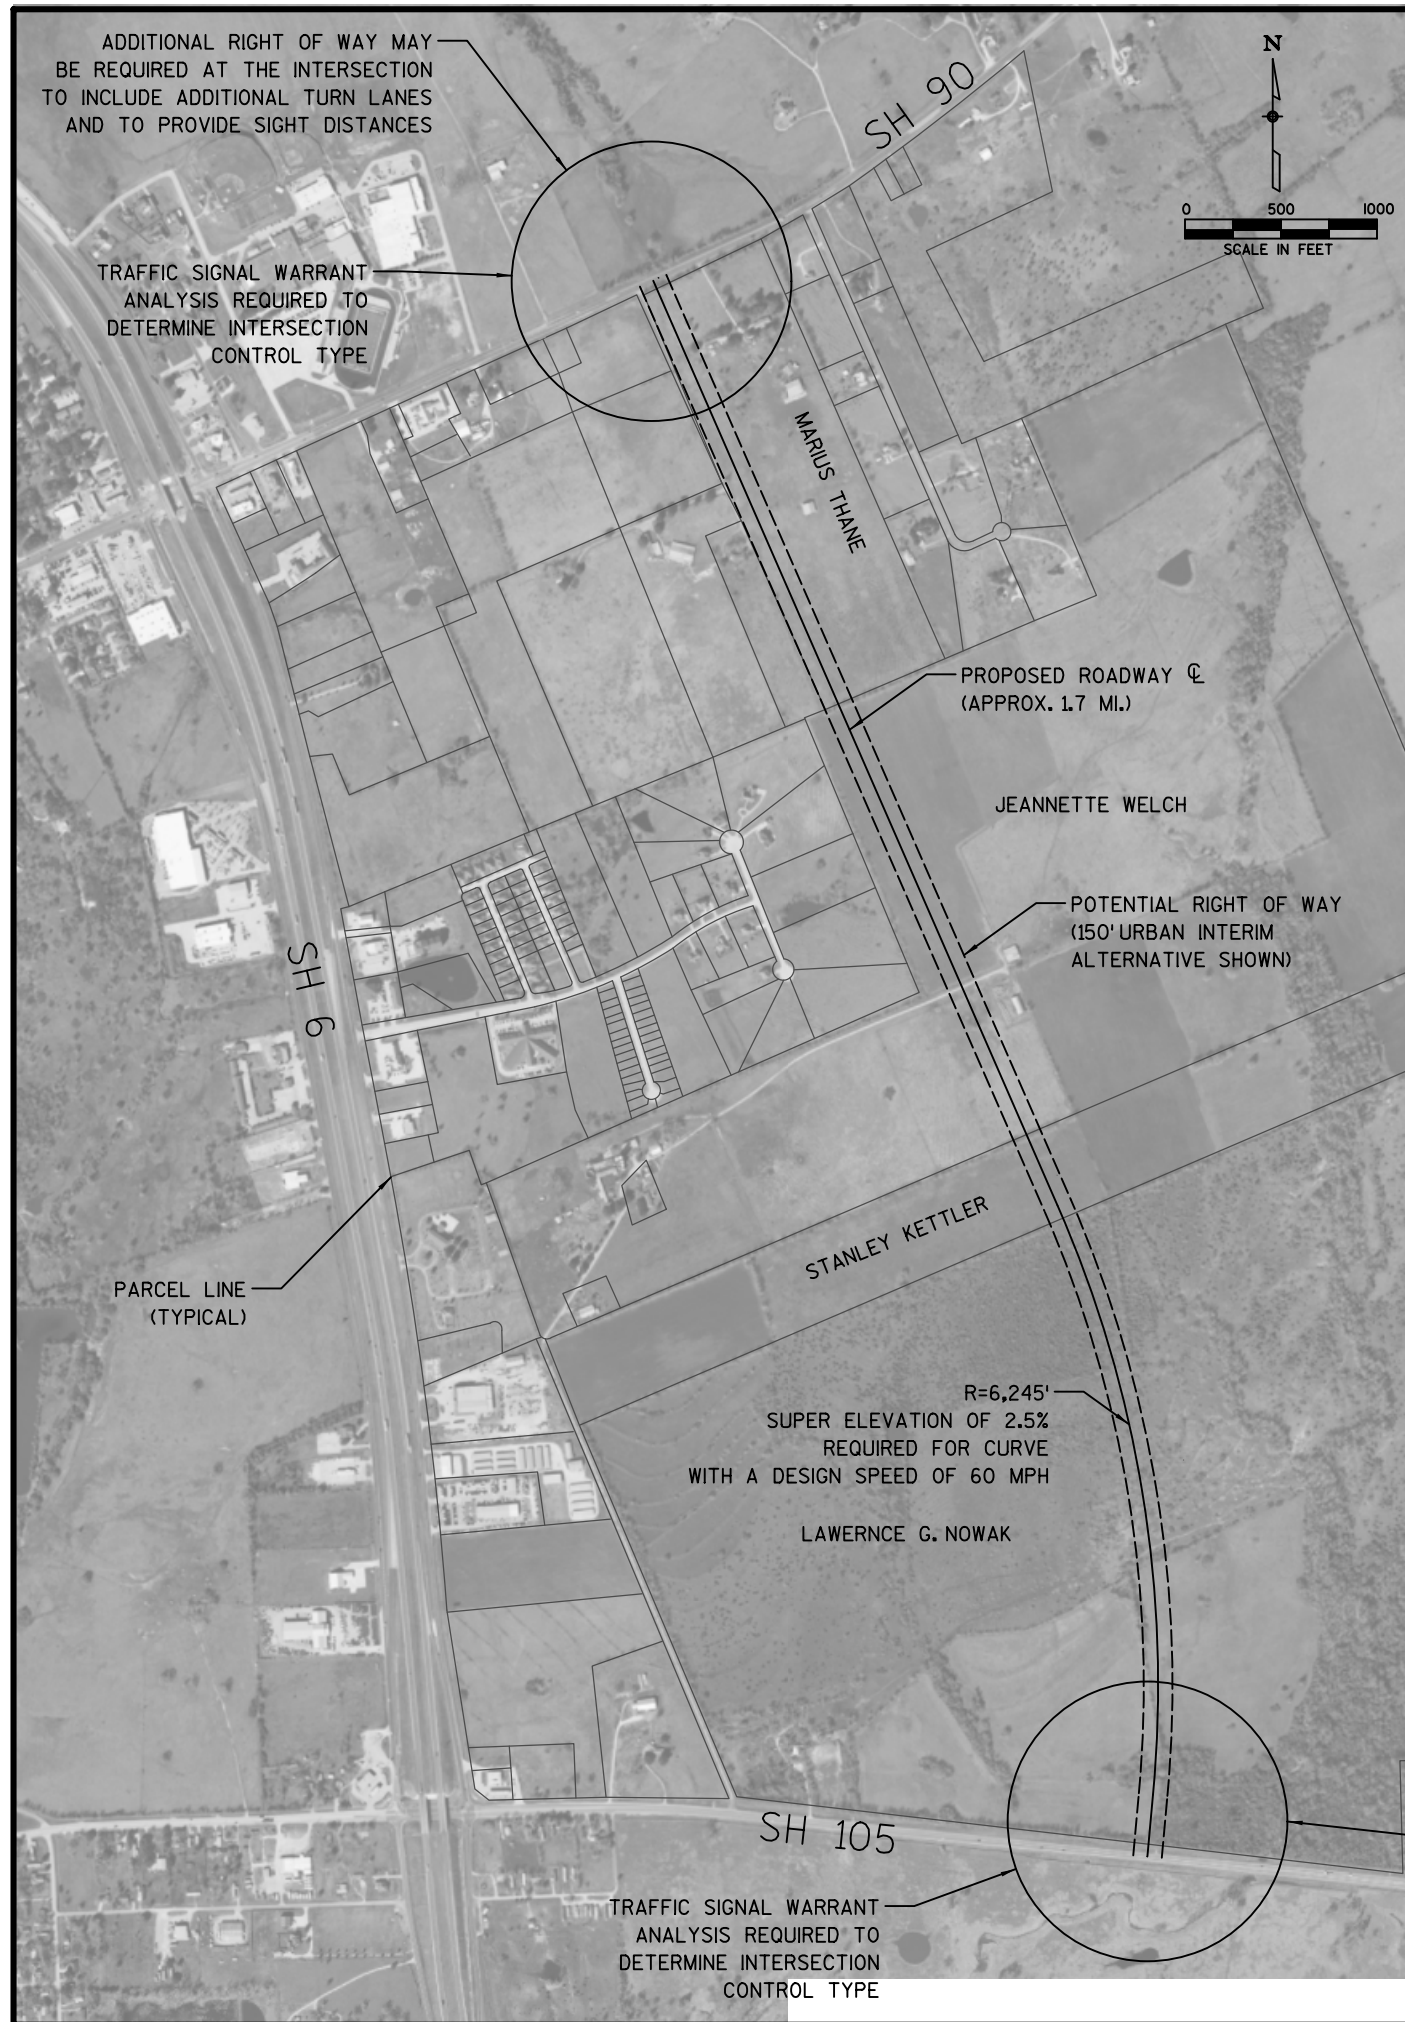 ADDITIONAL RIGHT OF WAY MAY
BE REQUIRED AT THE INTERSECTION
TO INCLUDE ADDITIONAL TURN LANES
AND TO PROVIDE SIGHT DISTANCES
SH 90
N
0 500 1000
SCALE IN FEET
TRAFFIC SIGNAL WARRANT
ANALYSIS REQUIRED TO
DETERMINE INTERSECTION
CONTROL TYPE
MARIUS THANE
PROPOSED ROADWAY ℄
(APPROX. 1.7 MI.)
JEANNETTE WELCH
POTENTIAL RIGHT OF WAY
(150' URBAN INTERIM
ALTERNATIVE SHOWN)
SH 6
STANLEY KETTLER
PARCEL LINE
(TYPICAL)
R=6,245'
SUPER ELEVATION OF 2.5%
REQUIRED FOR CURVE
WITH A DESIGN SPEED OF 60 MPH
LAWERNCE G. NOWAK
SH 105
TRAFFIC SIGNAL WARRANT
ANALYSIS REQUIRED TO
DETERMINE INTERSECTION
CONTROL TYPE